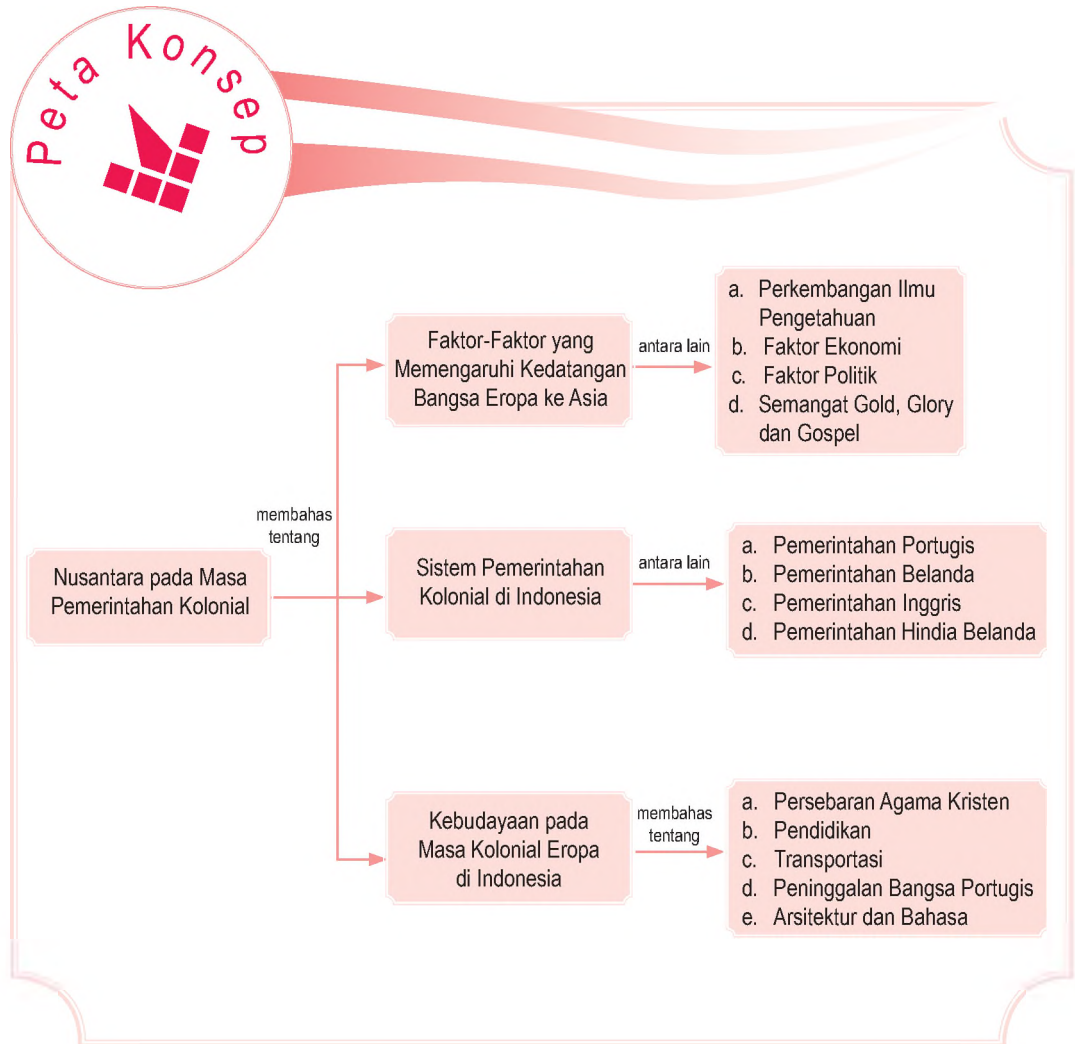 Peta Konsep
Faktor-Faktor yang
Memengaruhi Kedatangan
Bangsa Eropa ke Asia
antara lain
a. Perkembangan Ilmu
Pengetahuan
b. Faktor Ekonomi
c. Faktor Politik
d. Semangat Gold, Glory
dan Gospel
membahas
tentang
Nusantara pada Masa
Pemerintahan Kolonial
Sistem Pemerintahan
Kolonial di Indonesia
antara lain
a. Pemerintahan Portugis
b. Pemerintahan Belanda
c. Pemerintahan Inggris
d. Pemerintahan Hindia Belanda
Kebudayaan pada
Masa Kolonial Eropa
di Indonesia
membahas
tentang
a. Persebaran Agama Kristen
b. Pendidikan
c. Transportasi
d. Peninggalan Bangsa Portugis
e. Arsitektur dan Bahasa